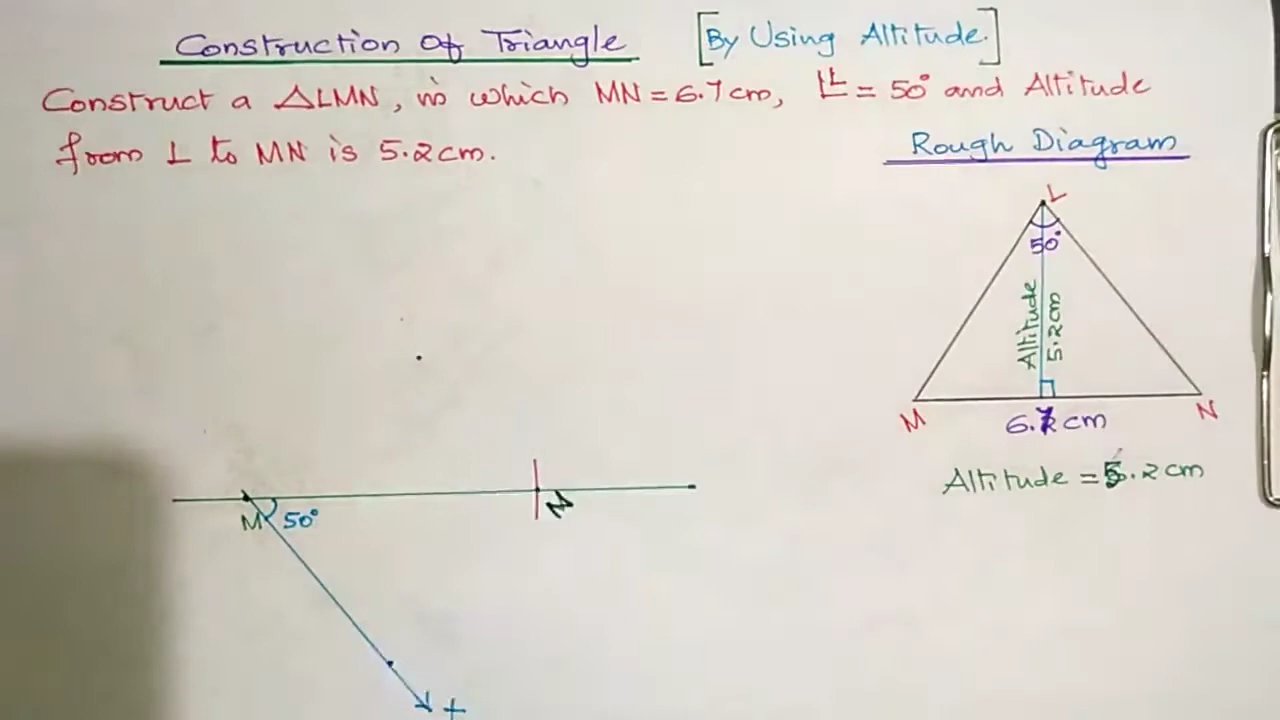 Construction Of Triangle [By Using Altitude.]
Construct a △LMN, in which MN = 6.7 cm, ∟L = 50° and Altitude
from L to MN is 5.2 cm.
Rough Diagram
L
50°
Altitude
5.2cm
M
N
6.7 cm
Altitude = 5.2 cm
M
50°
N